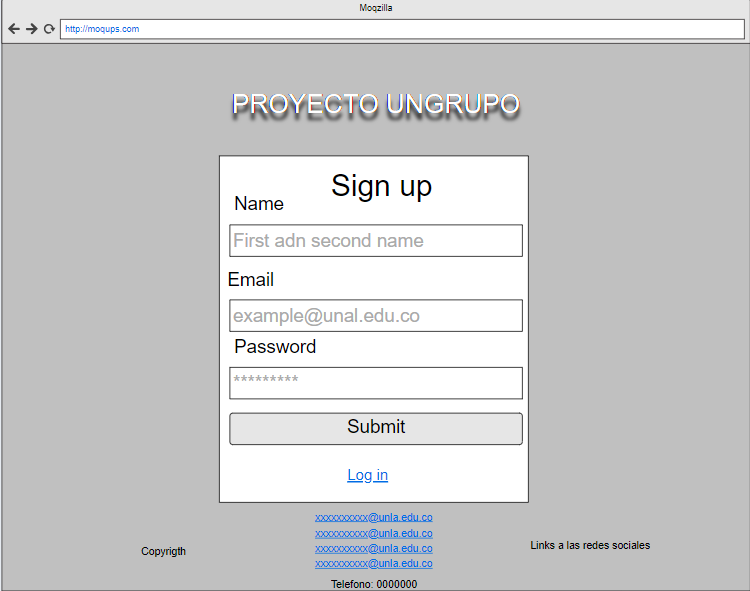 Moqzilla
http://moqups.com
PROYECTO UNGRUPO
Sign up
Name
First adn second name
Email
example@unal.edu.co
Password
*********
Submit
Log in
xxxxxxxxxx@unla.edu.co
xxxxxxxxxx@unla.edu.co
xxxxxxxxxx@unla.edu.co
xxxxxxxxxx@unla.edu.co
Copyrigth
Links a las redes sociales
Telefono: 0000000